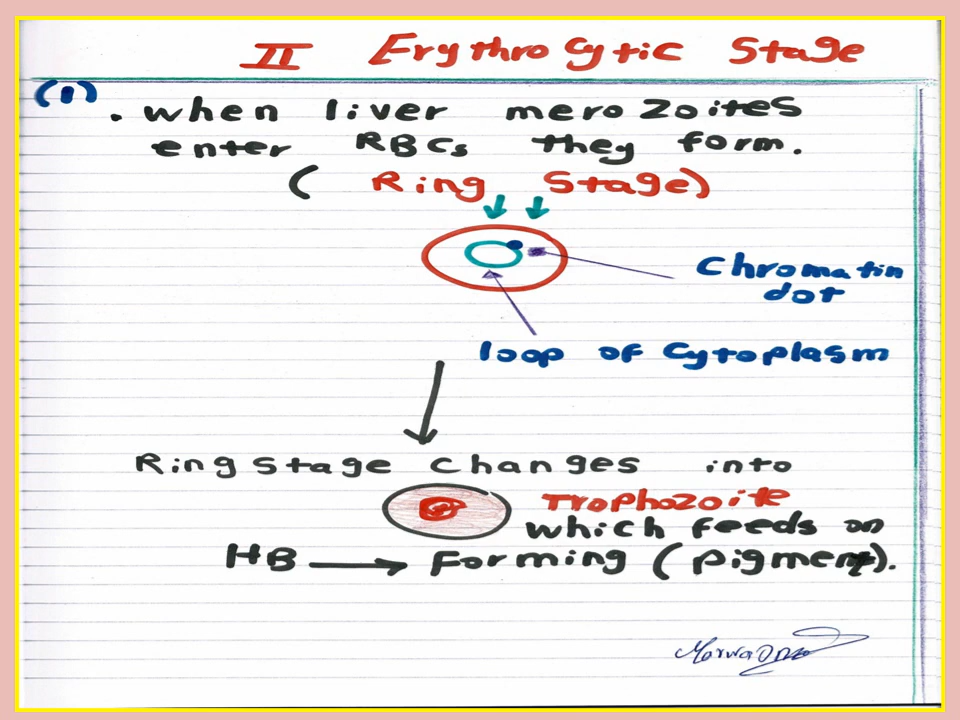 II Erythrocytic Stage
(1)
. when liver merozoites
enter RBCs they form.
( Ring Stage)
Chromatin
dot
loop of Cytoplasm
Ring stage changes into
Trophozoite
which feeds on
HB → Forming (pigment).